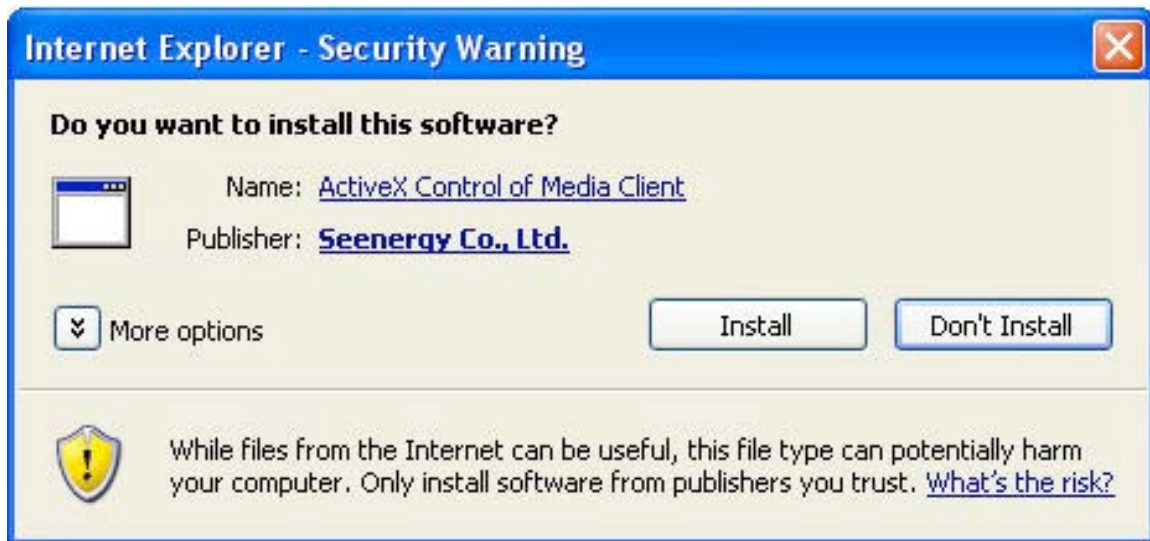 Internet Explorer - Security Warning
Do you want to install this software?
Name: ActiveX Control of Media Client
Publisher: Seenergy Co., Ltd.
More options
Install
Don't Install
While files from the Internet can be useful, this file type can potentially harm
your computer. Only install software from publishers you trust. What's the risk?